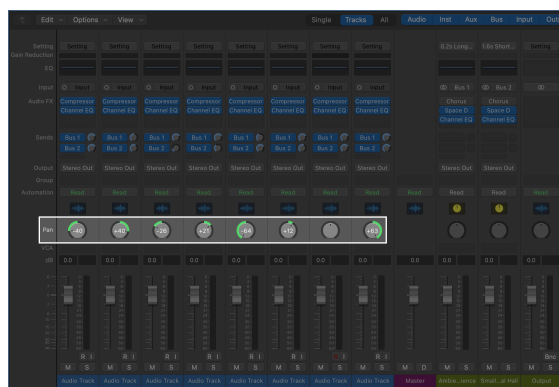 Edit Options View Single Tracks All Audio Inst Aux Bus Input Out
Setting Setting Setting Setting Setting Setting Setting Setting Setting 0.2s Long... 1.6s Short... Setting
Gain Reduction
EQ
Input Input Input Input Input Input Input Input Input Bus 1 Bus 2
Audio FX Compressor Compressor Compressor Compressor Compressor Compressor Compressor Compressor Chorus Chorus
Channel EQ Channel EQ Channel EQ Channel EQ Channel EQ Channel EQ Channel EQ Channel EQ Space D Space D
Channel EQ Channel EQ
Sends Bus 1 Bus 1 Bus 1 Bus 1 Bus 1 Bus 1 Bus 1 Bus 1
Bus 2 Bus 2 Bus 2 Bus 2 Bus 2 Bus 2 Bus 2 Bus 2
Output Stereo Out Stereo Out Stereo Out Stereo Out Stereo Out Stereo Out Stereo Out Stereo Out Stereo Out Stereo Out
Group
Automation Read Read Read Read Read Read Read Read Read Read Read Read
Pan -40 +40 -26 +21 -64 +12 +63
VCA
dB 0.0 0.0 0.0 0.0 0.0 0.0 0.0 0.0 0.0 0.0 0.0 0.0
R I R I R I R I R I R I I R I Bnc
M S M S M S M S M S M S M S M S M D M S M S M
Audio Track Audio Track Audio Track Audio Track Audio Track Audio Track Audio Track Audio Track Master Ambie...ience Small...al Hall Output